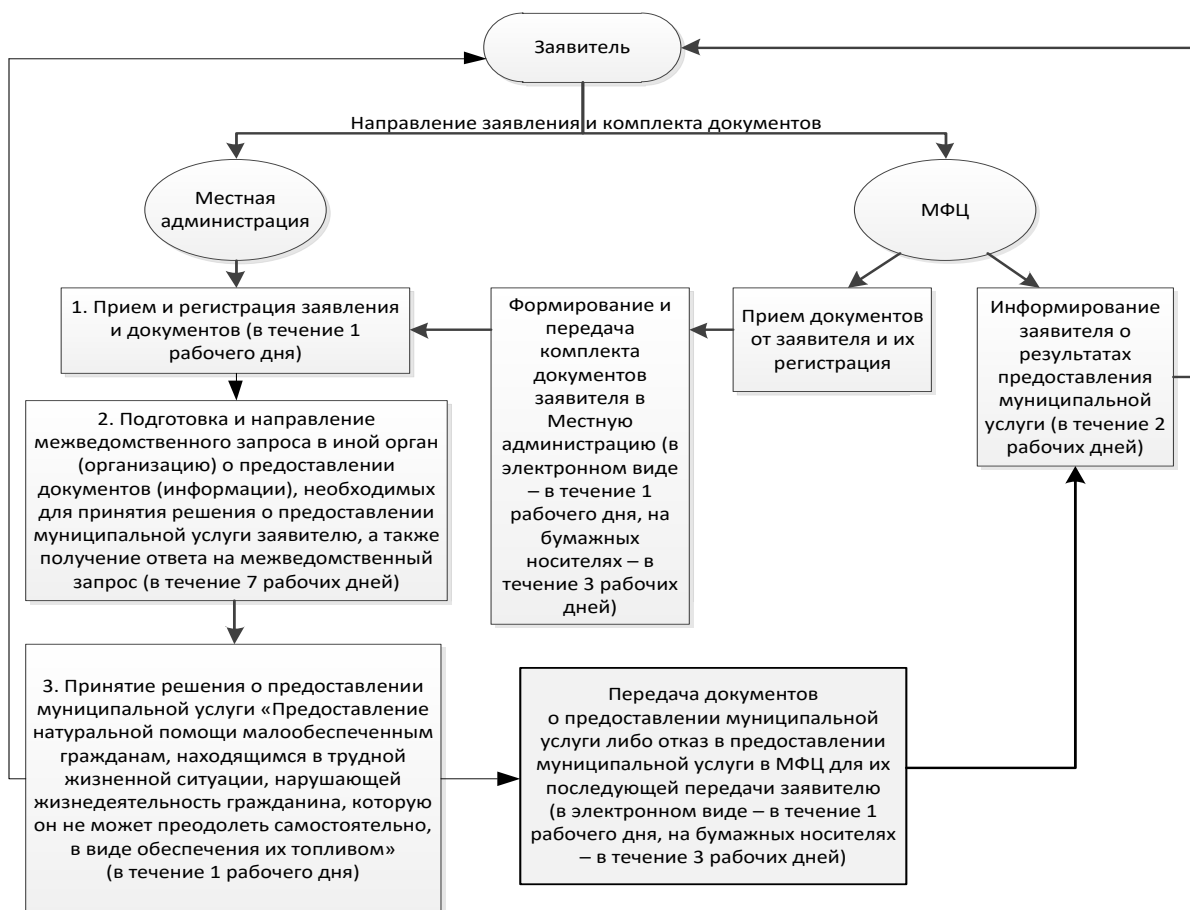 Заявитель
Направление заявления и комплекта документов
Местная
администрация
МФЦ
1. Прием и регистрация заявления
и документов (в течение 1
рабочего дня)
Формирование и
передача
комплекта
документов
заявителя в
Местную
администрацию (в
электронном виде
– в течение 1
рабочего дня, на
бумажных
носителях – в
течение 3 рабочих
дней)
Прием документов
от заявителя и их
регистрация
Информирование
заявителя о
результатах
предоставления
муниципальной
услуги (в течение 2
рабочих дней)
2. Подготовка и направление
межведомственного запроса в иной орган
(организацию) о предоставлении
документов (информации), необходимых
для принятия решения о предоставлении
муниципальной услуги заявителю, а также
получение ответа на межведомственный
запрос (в течение 7 рабочих дней)
3. Принятие решения о предоставлении
муниципальной услуги «Предоставление
натуральной помощи малообеспеченным
гражданам, находящимся в трудной
жизненной ситуации, нарушающей
жизнедеятельность гражданина, которую
он не может преодолеть самостоятельно,
в виде обеспечения их топливом»
(в течение 1 рабочего дня)
Передача документов
о предоставлении муниципальной
услуги либо отказ в предоставлении
муниципальной услуги в МФЦ для их
последующей передачи заявителю
(в электронном виде – в течение 1
рабочего дня, на бумажных носителях
– в течение 3 рабочих дней)